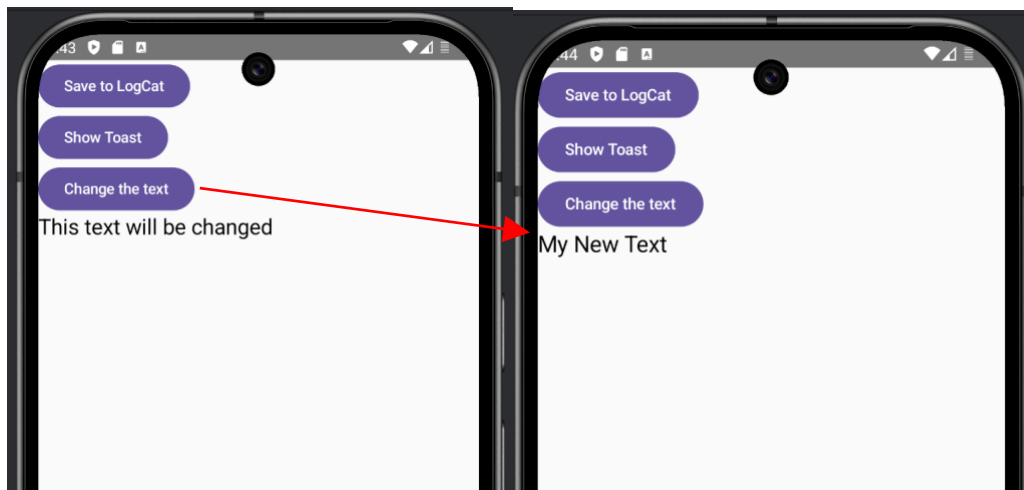 :43
Save to LogCat
Show Toast
Change the text
This text will be changed
:44
Save to LogCat
Show Toast
Change the text
My New Text